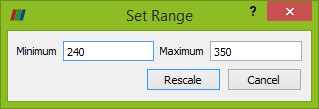 Set Range
? ×
Minimum 240 Maximum 350
Rescale Cancel